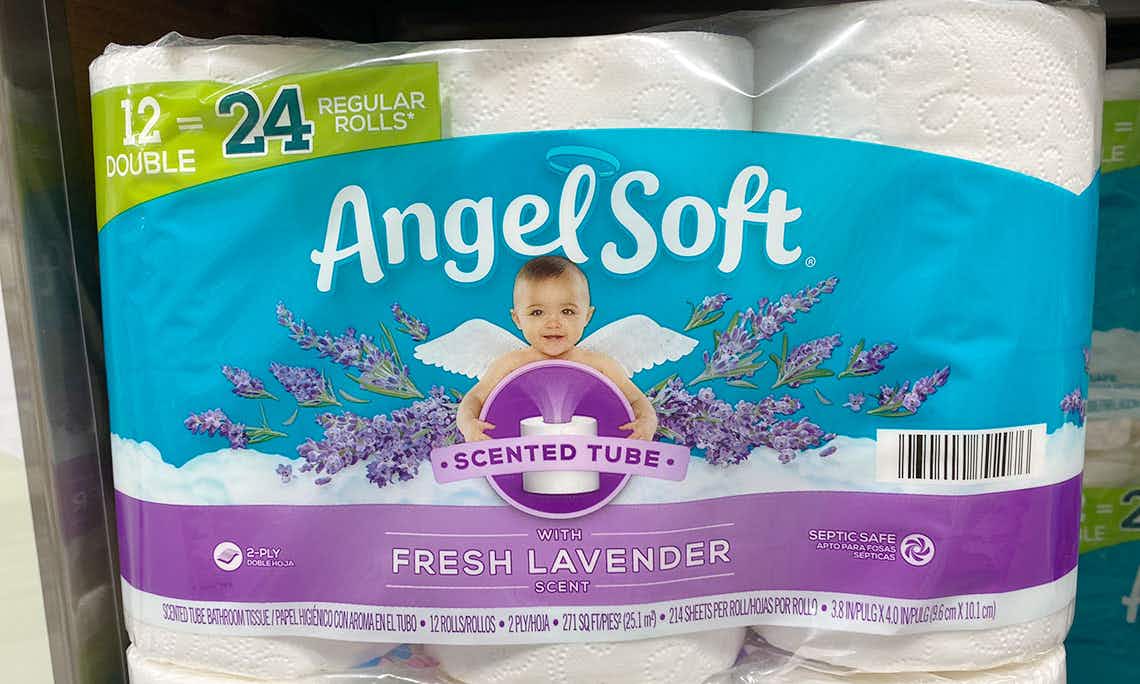 12 = 24 REGULAR
DOUBLE ROLLS*
Angel Soft®
• SCENTED TUBE •
WITH
FRESH LAVENDER
SCENT
2-PLY
DOBLE HOJA
SEPTIC SAFE
APTO PARA FOSAS
SÉPTICAS
SCENTED TUBE BATHROOM TISSUE / PAPEL HIGIÉNICO CON AROMA EN EL TUBO • 12 ROLLS/ROLLOS • 2 PLY/HOJA • 271 SQ FT/PIES² (25.1 m²) • 214 SHEETS PER ROLL/HOJAS POR ROLLO • 3.8 IN/PULG X 4.0 IN/PULG (9.6 cm X 10.1 cm)